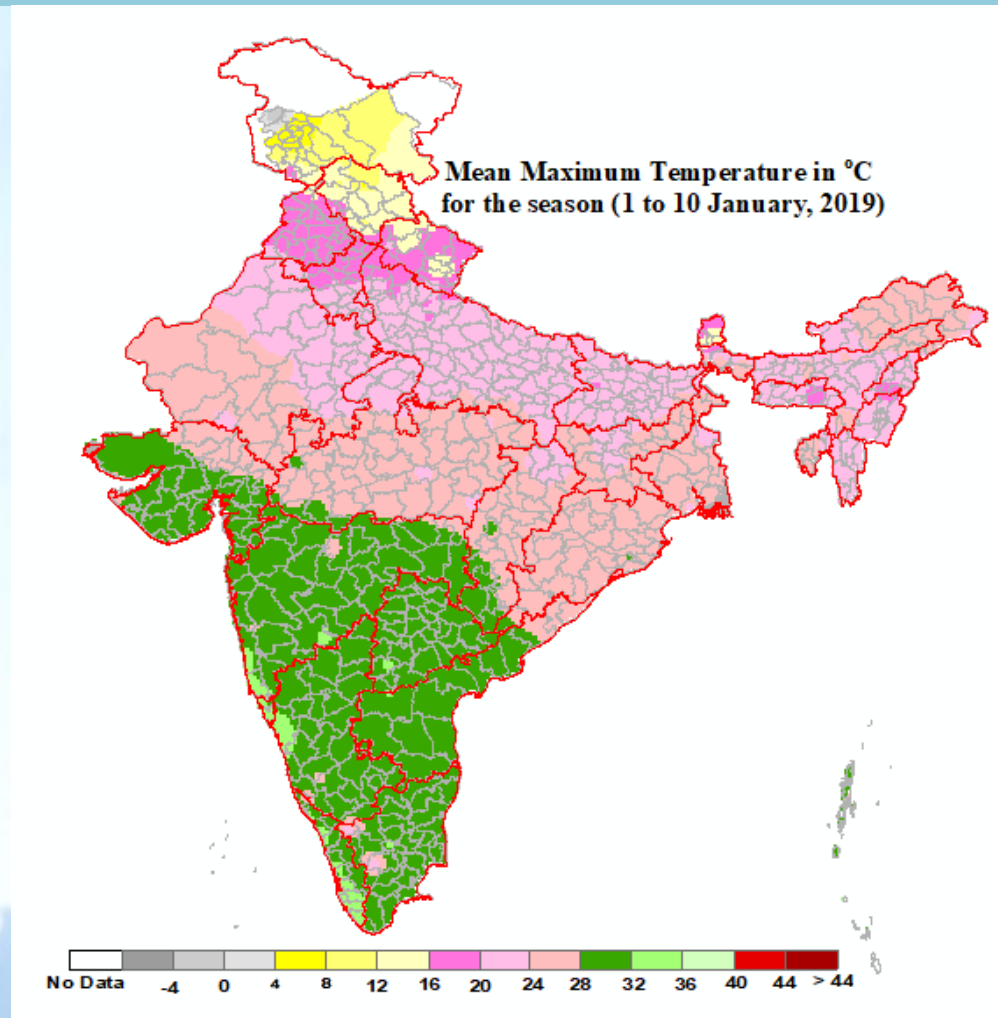 Mean Maximum Temperature in °C
for the season (1 to 10 January, 2019)
No Data -4 0 4 8 12 16 20 24 28 32 36 40 44 > 44